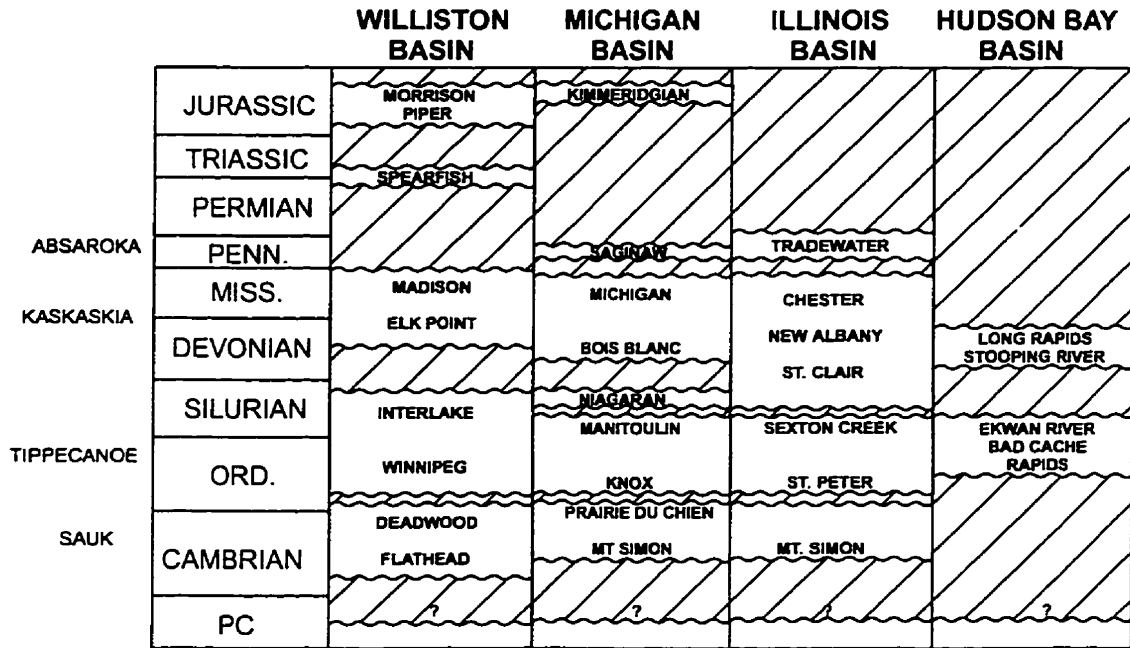 WILLISTON BASIN
MICHIGAN BASIN
ILLINOIS BASIN
HUDSON BAY BASIN
JURASSIC
MORRISON
PIPER
KIMMERIDGIAN
TRIASSIC
SPEARFISH
PERMIAN
ABSAROKA
PENN.
SAGINAW
TRADEWATER
MISS.
MADISON
MICHIGAN
CHESTER
KASKASKIA
ELK POINT
NEW ALBANY
LONG RAPIDS
DEVONIAN
BOIS BLANC
STOOPING RIVER
ST. CLAIR
SILURIAN
NIAGARAN
INTERLAKE
MANITOULIN
SEXTON CREEK
EKWAN RIVER
BAD CACHE
RAPIDS
TIPPECANOE
ORD.
WINNIPEG
KNOX
ST. PETER
SAUK
DEADWOOD
PRAIRIE DU CHIEN
CAMBRIAN
FLATHEAD
MT SIMON
MT. SIMON
PC
?
?
?
?